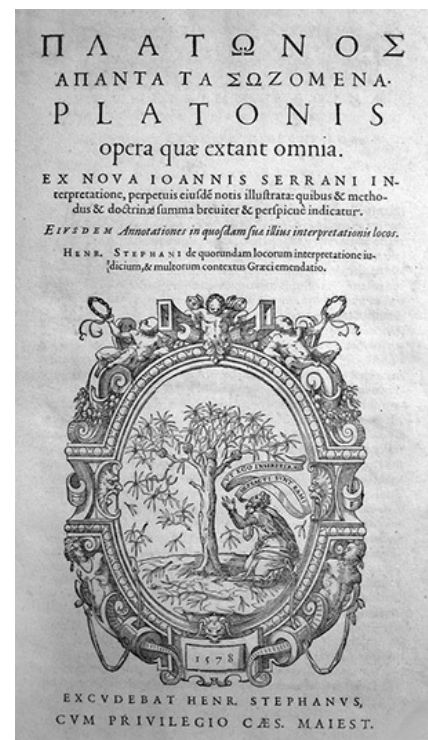 ΠΛΑΤΩΝΟΣ
ΑΠΑΝΤΑ ΤΑ ΣΩΖΟΜΕΝΑ.
PLATONIS
opera quæ extant omnia.
EX NOVA IOANNIS SERRANI IN-
terpretatione, perpetuis eiusdē notis illustrata: quibus & metho-
dus & doctrinæ summa breuiter & perspicuè indicatur.
EIVSDEM Annotationes in quosdam suæ illius interpretationis locos.
HENR. STEPHANI de quorundam locorum interpretatione iu-
dicium, & multorum contextus Græci emendatio.
1578
EXCVDEBAT HENR. STEPHANVS,
CVM PRIVILEGIO CÆS. MAIEST.